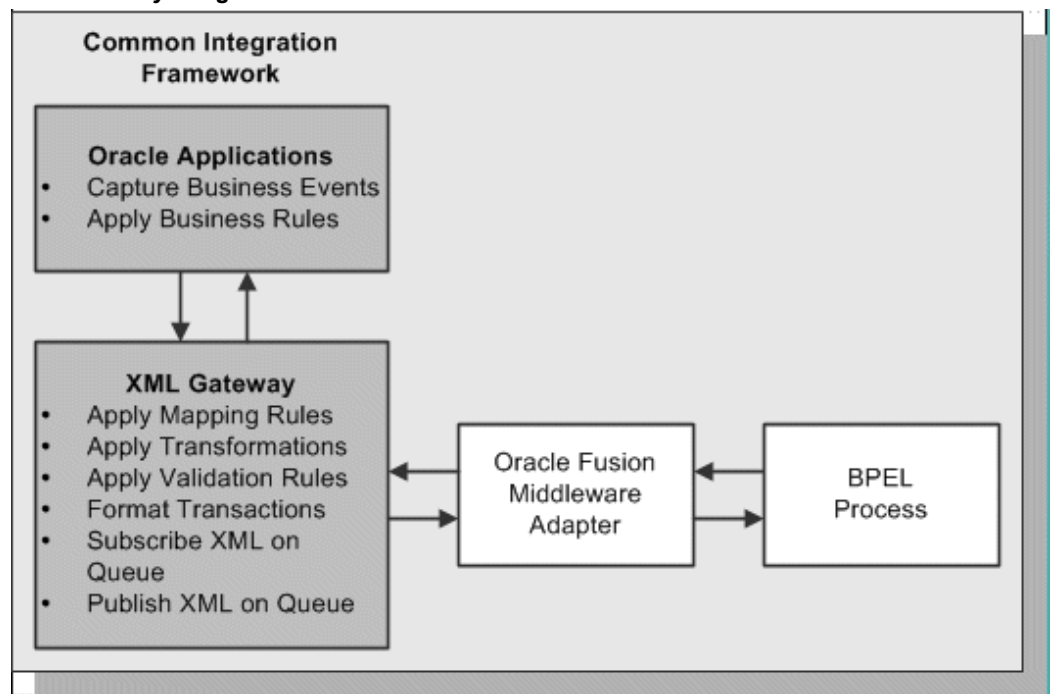 Common Integration
Framework
Oracle Applications
• Capture Business Events
• Apply Business Rules
XML Gateway
• Apply Mapping Rules
• Apply Transformations
• Apply Validation Rules
• Format Transactions
• Subscribe XML on
Queue
• Publish XML on Queue
Oracle Fusion
Middleware
Adapter
BPEL
Process